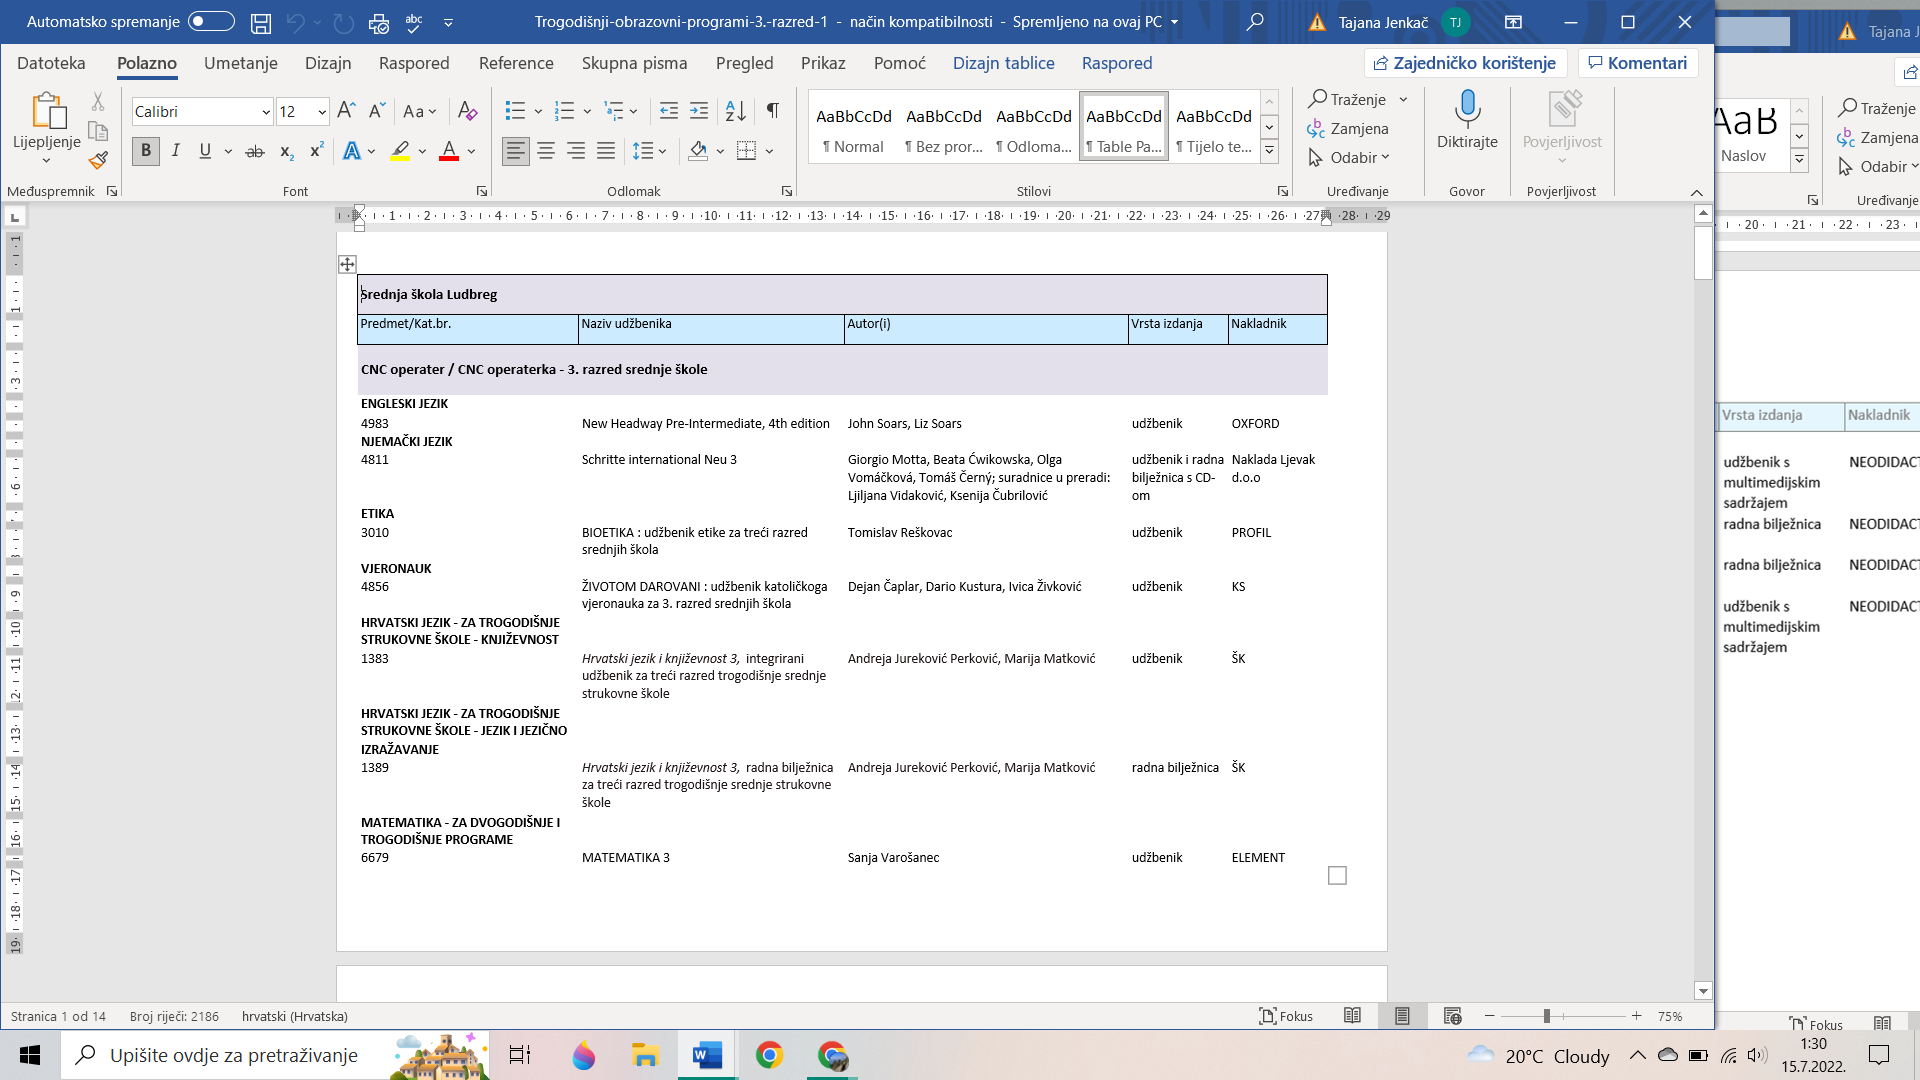 Automatsko spremanje
abc
Trogodišnji-obrazovni-programi-3.-razred-1 - način kompatibilnosti - Spremljeno na ovaj PC
Tajana Jenkač
TJ
Datoteka Polazno Umetanje Dizajn Raspored Reference Skupna pisma Pregled Prikaz Pomoć Dizajn tablice Raspored
Zajedničko korištenje
Komentari
Lijepljenje
Međuspremnik
Calibri
12
Font
Odlomak
AaBbCcDd AaBbCcDd AaBbCcDd AaBbCcDd AaBbCcDd
¶ Normal ¶ Bez pror... ¶ Odloma... ¶ Table Pa... ¶ Tijelo te...
Stilovi
Traženje
Zamjena
Odabir
Uređivanje
Diktirajte
Govor
Povjerljivost
Povjerljivost
Srednja škola Ludbreg
Predmet/Kat.br. Naziv udžbenika Autor(i) Vrsta izdanja Nakladnik
CNC operater / CNC operaterka - 3. razred srednje škole
ENGLESKI JEZIK
4983 New Headway Pre-Intermediate, 4th edition John Soars, Liz Soars udžbenik OXFORD
NJEMAČKI JEZIK
4811 Schritte international Neu 3 Giorgio Motta, Beata Ćwikowska, Olga udžbenik i radna Naklada Ljevak
Vomáčková, Tomáš Černý; suradnice u preradi: bilježnica s CD- d.o.o
Ljiljana Vidaković, Ksenija Čubrilović om
ETIKA
3010 BIOETIKA : udžbenik etike za treći razred Tomislav Reškovac udžbenik PROFIL
srednjih škola
VJERONAUK
4856 ŽIVOTOM DAROVANI : udžbenik katoličkoga Dejan Čaplar, Dario Kustura, Ivica Živković udžbenik KS
vjeronauka za 3. razred srednjih škola
HRVATSKI JEZIK - ZA TROGODIŠNJE
STRUKOVNE ŠKOLE - KNJIŽEVNOST
1383 Hrvatski jezik i književnost 3, integrirani Andreja Jureković Perković, Marija Matković udžbenik ŠK
udžbenik za treći razred trogodišnje srednje
strukovne škole
HRVATSKI JEZIK - ZA TROGODIŠNJE
STRUKOVNE ŠKOLE - JEZIK I JEZIČNO
IZRAŽAVANJE
1389 Hrvatski jezik i književnost 3, radna bilježnica Andreja Jureković Perković, Marija Matković radna bilježnica ŠK
za treći razred trogodišnje srednje strukovne
škole
MATEMATIKA - ZA DVOGODIŠNJE I
TROGODIŠNJE PROGRAME
6679 MATEMATIKA 3 Sanja Varošanec udžbenik ELEMENT
Stranica 1 od 14 Broj riječi: 2186 hrvatski (Hrvatska)
Fokus
75%
Tajana J
Naslov
Traženje
Zamjena
Odabir
Uređivanje
Vrsta izdanja Nakladnik
udžbenik s NEODIDACT
multimedijskim
sadržajem
radna bilježnica NEODIDACT
radna bilježnica NEODIDACT
udžbenik s NEODIDACT
multimedijskim
sadržajem
Fokus
Upišite ovdje za pretraživanje
20°C Cloudy
1:30
15.7.2022.